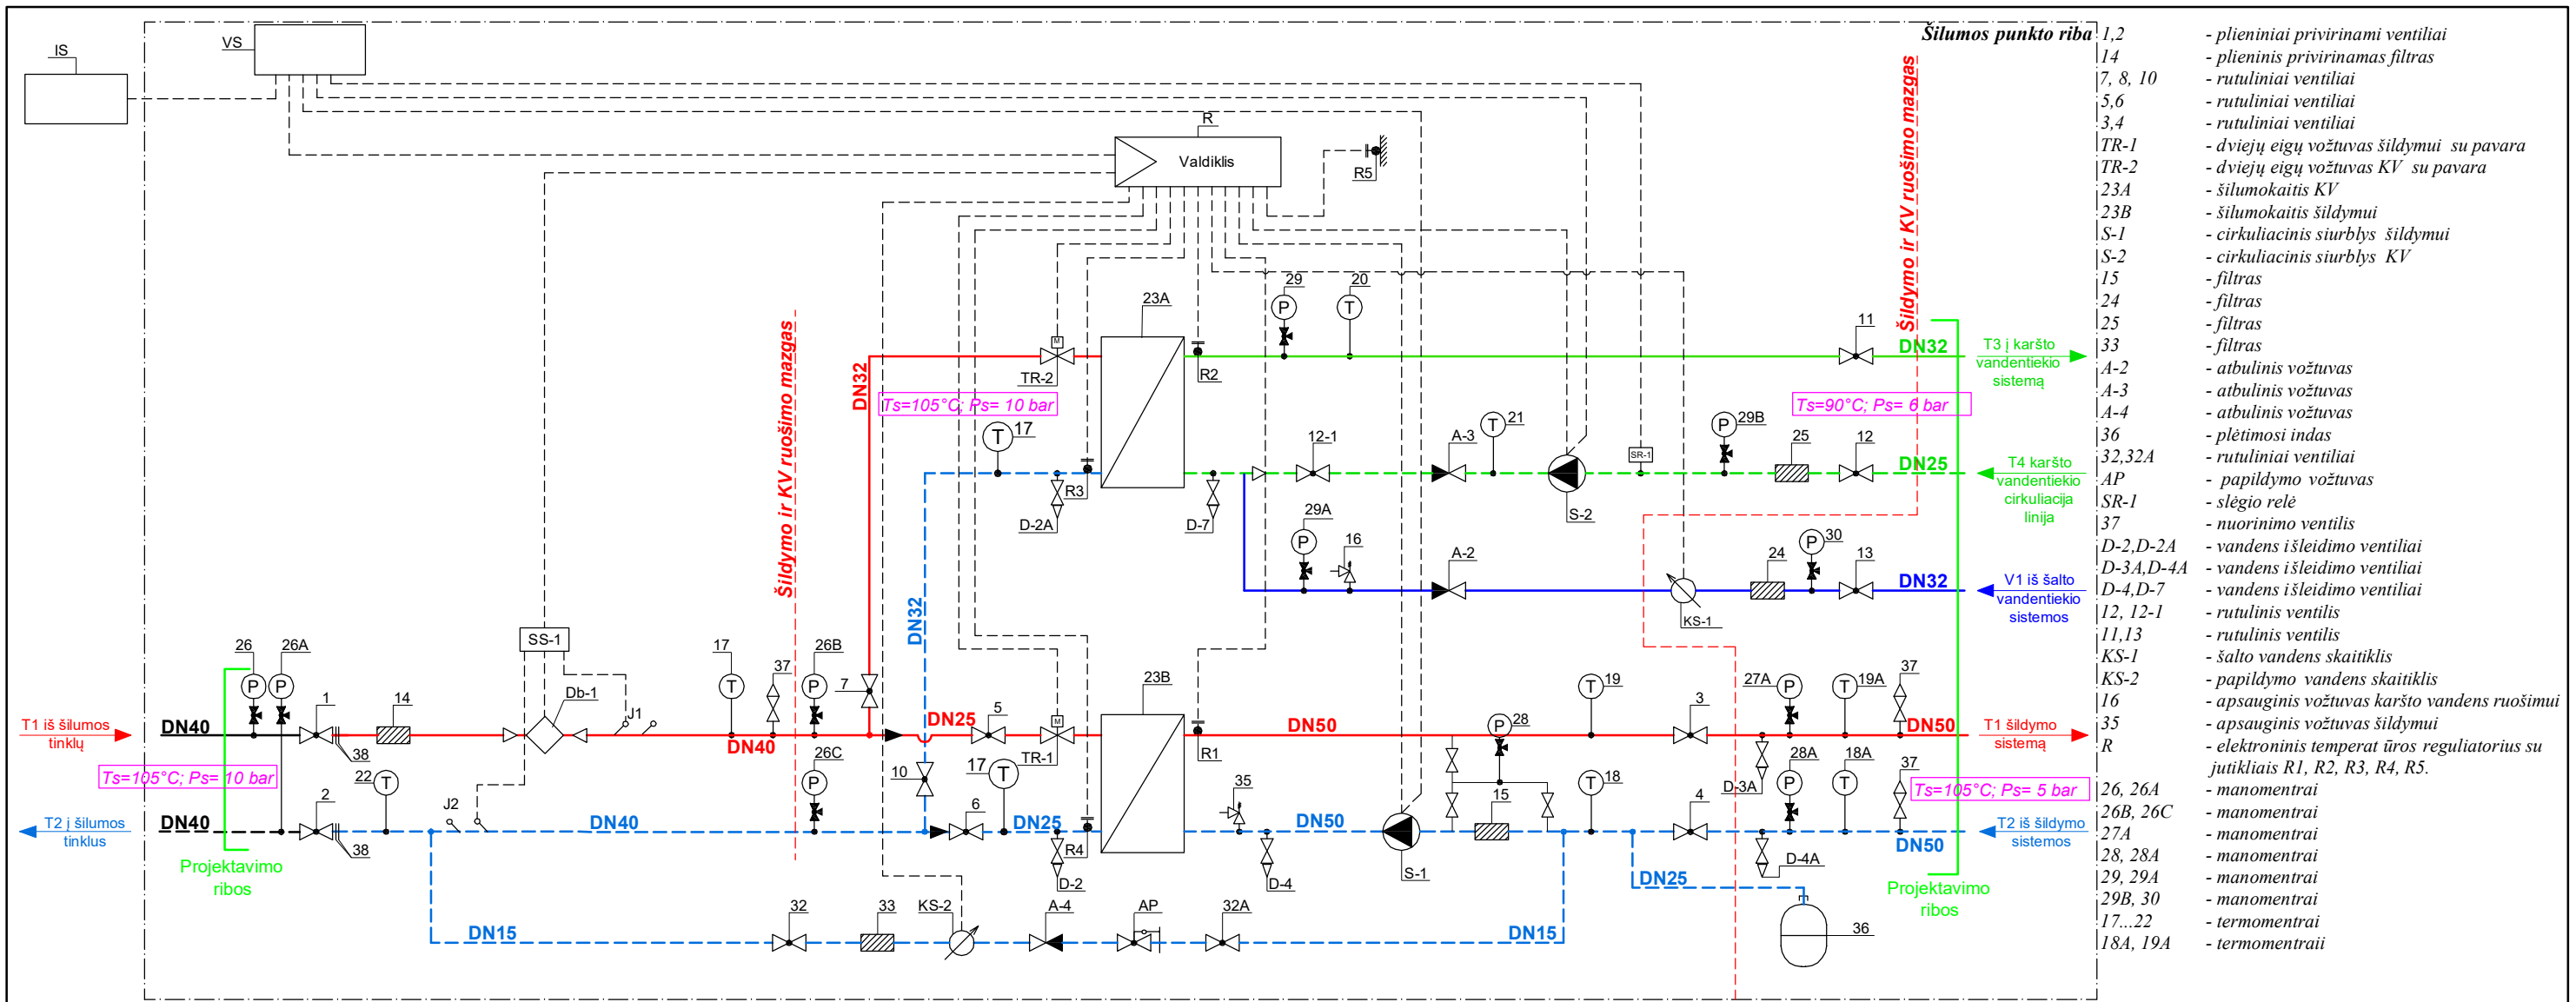 IS
VS
Šilumos punkto riba
R
Valdiklis
R5
Šildymo ir KV ruošimo mazgas
29
20
23A
11
M
TR-2
R2
DN32
T3 į karšto
vandentiekio
sistemą
DN32
Ts=105°C; Ps= 10 bar
Ts=90°C; Ps= 6 bar
P
T
T
17
12-1
A-3
21
T
SR-1
P
29B
25
12
DN25
T4 karšto
vandentiekio
cirkuliacija
linija
R3
D-2A
D-7
S-2
29A
P
16
A-2
24
30
P
13
DN32
V1 iš šalto
vandentiekio
sistemos
KS-1
DN32
Šildymo ir KV ruošimo mazgas
SS-1
26
26A
P
P
1
14
Db-1
J1
17
T
37
26B
P
7
23B
19
T
3
27A
P
19A
T
37
T1 iš šilumos
tinklų
DN40
38
DN40
DN25
5
M
TR-1
R1
DN50
P
28
DN50
T1 šildymo
sistemą
Ts=105°C; Ps= 10 bar
22
T
2
26C
P
10
17
T
6
35
15
18
T
4
D-3A
28A
P
18A
T
37
Ts=105°C; Ps= 5 bar
T2 į šilumos
tinklus
DN40
38
J2
DN40
DN25
R4
D-2
D-4
DN50
S-1
D-4A
DN50
T2 iš šildymo
sistemos
Projektavimo
ribos
DN25
Projektavimo
ribos
DN15
32
33
KS-2
A-4
AP
32A
DN15
36
1,2 - plieniniai privirinami ventiliai
14 - plieninis privirinamas filtras
7, 8, 10 - rutuliniai ventiliai
5,6 - rutuliniai ventiliai
3,4 - rutuliniai ventiliai
TR-1 - dviejų eigų vožtuvas šildymui su pavara
TR-2 - dviejų eigų vožtuvas KV su pavara
23A - šilumokaitis KV
23B - šilumokaitis šildymui
S-1 - cirkuliacinis siurblys šildymui
S-2 - cirkuliacinis siurblys KV
15 - filtras
24 - filtras
25 - filtras
33 - filtras
A-2 - atbulinis vožtuvas
A-3 - atbulinis vožtuvas
A-4 - atbulinis vožtuvas
36 - plėtimosi indas
32,32A - rutuliniai ventiliai
AP - papildymo vožtuvas
SR-1 - slėgio relė
37 - nuorinimo ventilis
D-2,D-2A - vandens išleidimo ventiliai
D-3A,D-4A - vandens išleidimo ventiliai
D-4,D-7 - vandens išleidimo ventiliai
12, 12-1 - rutulinis ventilis
11,13 - rutulinis ventilis
KS-1 - šalto vandens skaitiklis
KS-2 - papildymo vandens skaitiklis
16 - apsauginis vožtuvas karšto vandens ruošimui
35 - apsauginis vožtuvas šildymui
R - elektroninis temperat ūros reguliatorius su
jutikliais R1, R2, R3, R4, R5.
26, 26A - manomentrai
26B, 26C - manomentrai
27A - manomentrai
28, 28A - manomentrai
29, 29A - manomentrai
29B, 30 - manomentrai
17...22 - termomentrai
18A, 19A - termomentraii